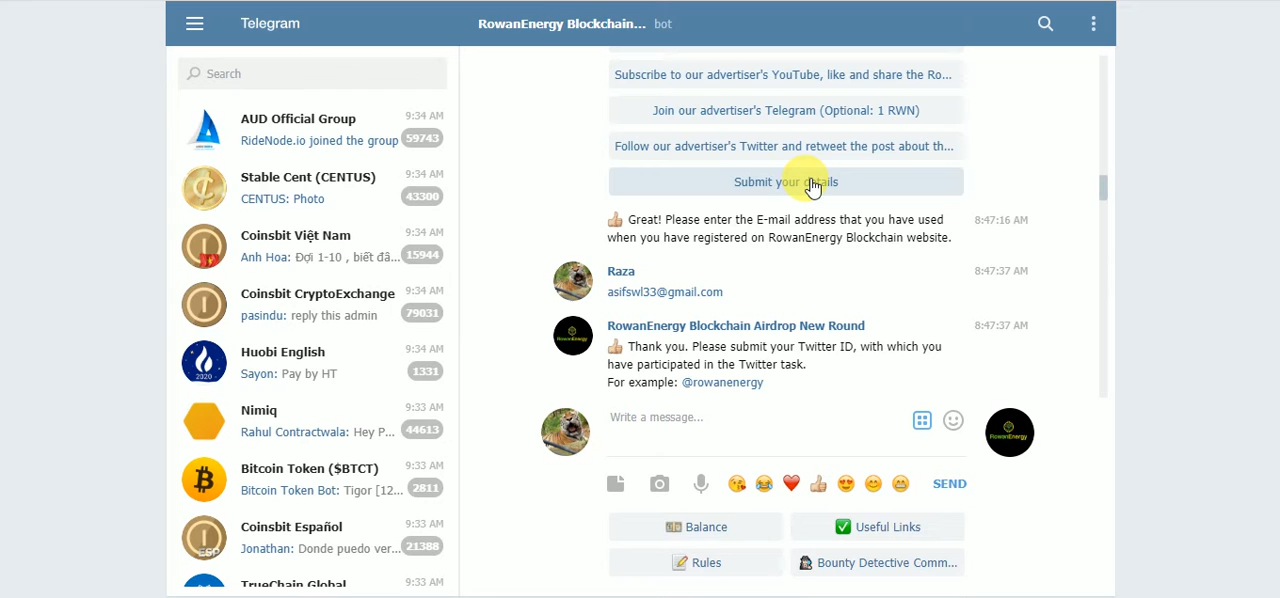 Telegram
RowanEnergy Blockchain... bot
Search
AUD Official Group 9:34 AM
RideNode.io joined the group 59743
Stable Cent (CENTUS) 9:34 AM
CENTUS: Photo 43300
Coinsbit Việt Nam 9:34 AM
Anh Hoa: Đợi 1-10 , biết đâ... 15944
Coinsbit CryptoExchange 9:34 AM
pasindu: reply this admin 79031
Huobi English 9:34 AM
Sayon: Pay by HT 1331
2020
Nimiq 9:33 AM
Rahul Contractwala: Hey P... 44613
Bitcoin Token ($BTCT) 9:33 AM
Bitcoin Token Bot: Tigor [12... 2811
Coinsbit Español 9:33 AM
Jonathan: Donde puedo ver... 21388
ESP
TrueChain Global 9:33 AM
Subscribe to our advertiser's YouTube, like and share the Ro...
Join our advertiser's Telegram (Optional: 1 RWN)
Follow our advertiser's Twitter and retweet the post about th...
Submit your details
Great! Please enter the E-mail address that you have used 8:47:16 AM
when you have registered on RowanEnergy Blockchain website.
Raza 8:47:37 AM
asifswl33@gmail.com
RowanEnergy Blockchain Airdrop New Round 8:47:37 AM
Thank you. Please submit your Twitter ID, with which you
have participated in the Twitter task.
For example: @rowanenergy
RowanEnergy
Write a message...
RowanEnergy
SEND
Balance
Useful Links
Rules
Bounty Detective Comm...